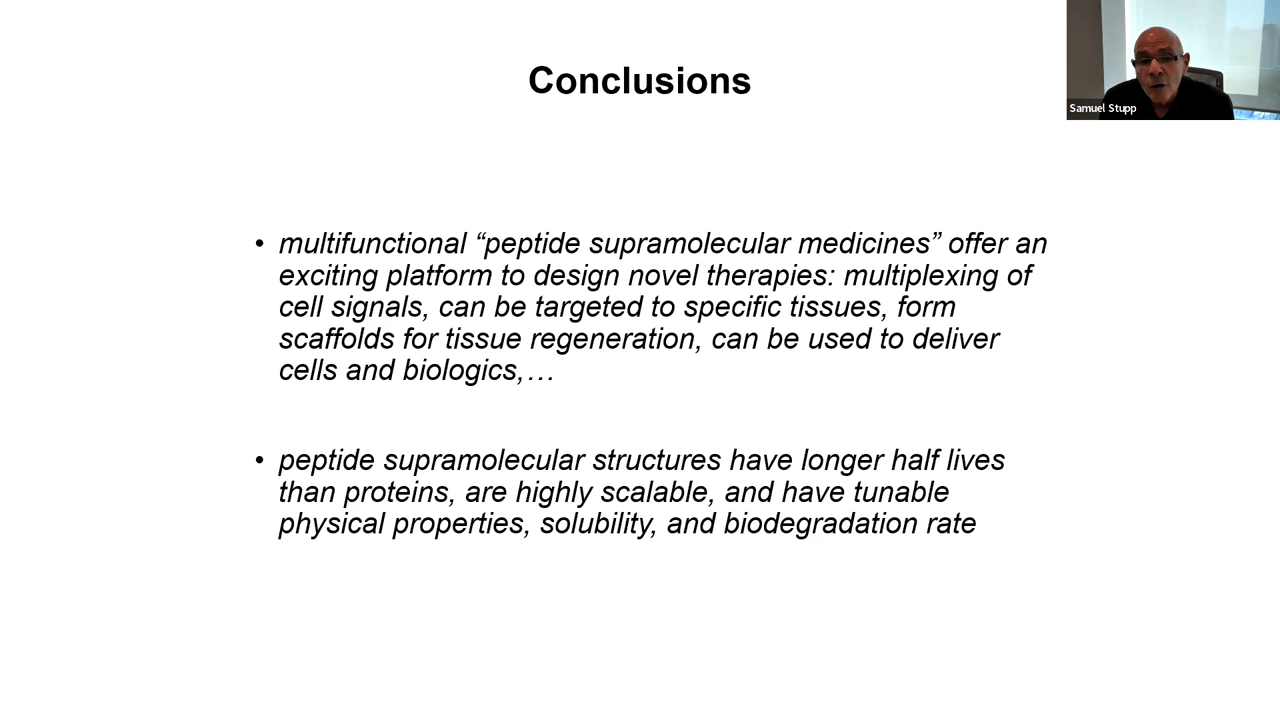 Conclusions
Samuel Stupp
• multifunctional “peptide supramolecular medicines” offer an
exciting platform to design novel therapies: multiplexing of
cell signals, can be targeted to specific tissues, form
scaffolds for tissue regeneration, can be used to deliver
cells and biologics,…
• peptide supramolecular structures have longer half lives
than proteins, are highly scalable, and have tunable
physical properties, solubility, and biodegradation rate